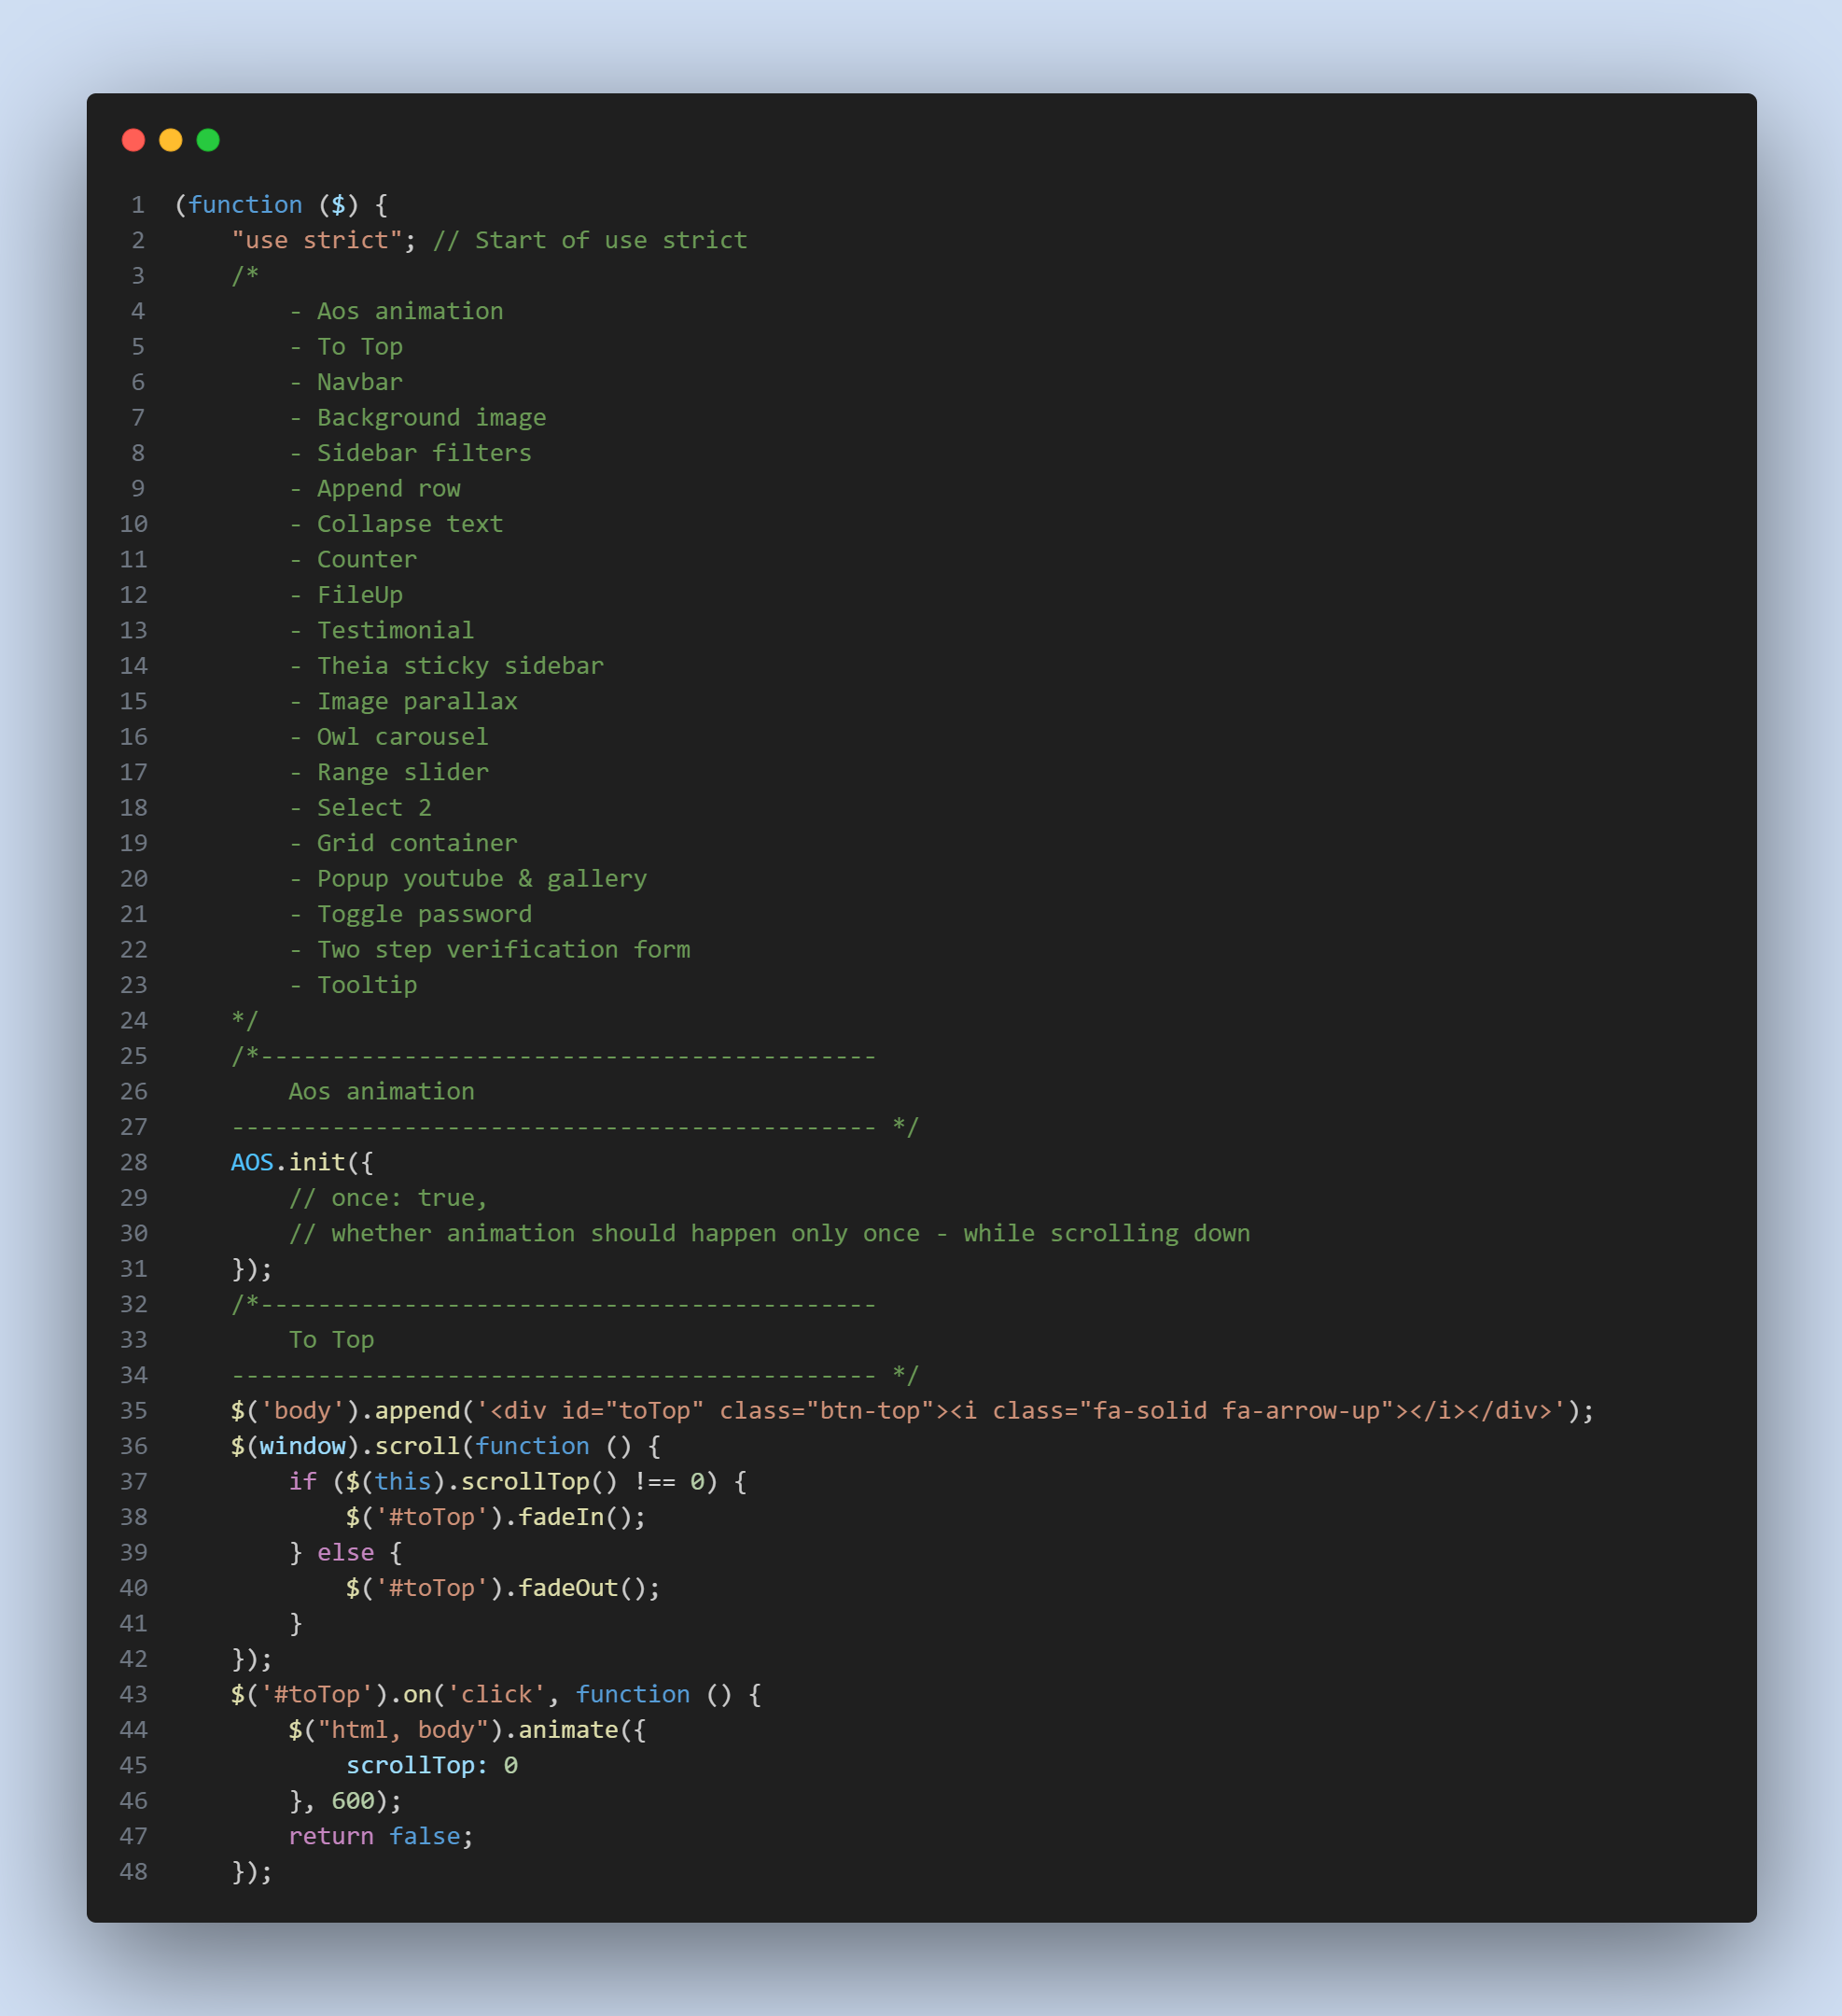 1 (function ($) {
2     "use strict"; // Start of use strict
3     /*
4         - Aos animation
5         - To Top
6         - Navbar
7         - Background image
8         - Sidebar filters
9         - Append row
10         - Collapse text
11         - Counter
12         - FileUp
13         - Testimonial
14         - Theia sticky sidebar
15         - Image parallax
16         - Owl carousel
17         - Range slider
18         - Select 2
19         - Grid container
20         - Popup youtube & gallery
21         - Toggle password
22         - Two step verification form
23         - Tooltip
24     */
25     /*-------------------------------------------
26         Aos animation
27     --------------------------------------------- */
28     AOS.init({
29         // once: true,
30         // whether animation should happen only once - while scrolling down
31     });
32     /*-------------------------------------------
33         To Top
34     --------------------------------------------- */
35     $('body').append('<div id="toTop" class="btn-top"><i class="fa-solid fa-arrow-up"></i></div>');
36     $(window).scroll(function () {
37         if ($(this).scrollTop() !== 0) {
38             $('#toTop').fadeIn();
39         } else {
40             $('#toTop').fadeOut();
41         }
42     });
43     $('#toTop').on('click', function () {
44         $("html, body").animate({
45             scrollTop: 0
46         }, 600);
47         return false;
48     });